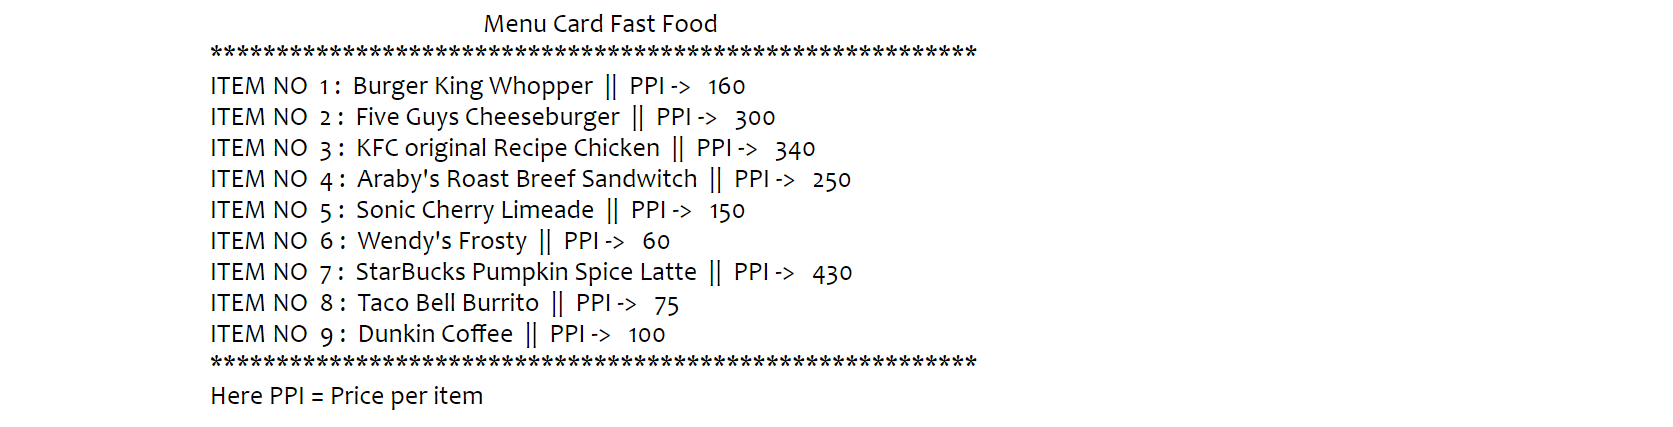 Menu Card Fast Food
************************************************************
ITEM NO 1 : Burger King Whopper || PPI -> 160
ITEM NO 2 : Five Guys Cheeseburger || PPI -> 300
ITEM NO 3 : KFC original Recipe Chicken || PPI -> 340
ITEM NO 4 : Araby's Roast Breef Sandwitch || PPI -> 250
ITEM NO 5 : Sonic Cherry Limeade || PPI -> 150
ITEM NO 6 : Wendy's Frosty || PPI -> 60
ITEM NO 7 : StarBucks Pumpkin Spice Latte || PPI -> 430
ITEM NO 8 : Taco Bell Burrito || PPI -> 75
ITEM NO 9 : Dunkin Coffee || PPI -> 100
************************************************************
Here PPI = Price per item